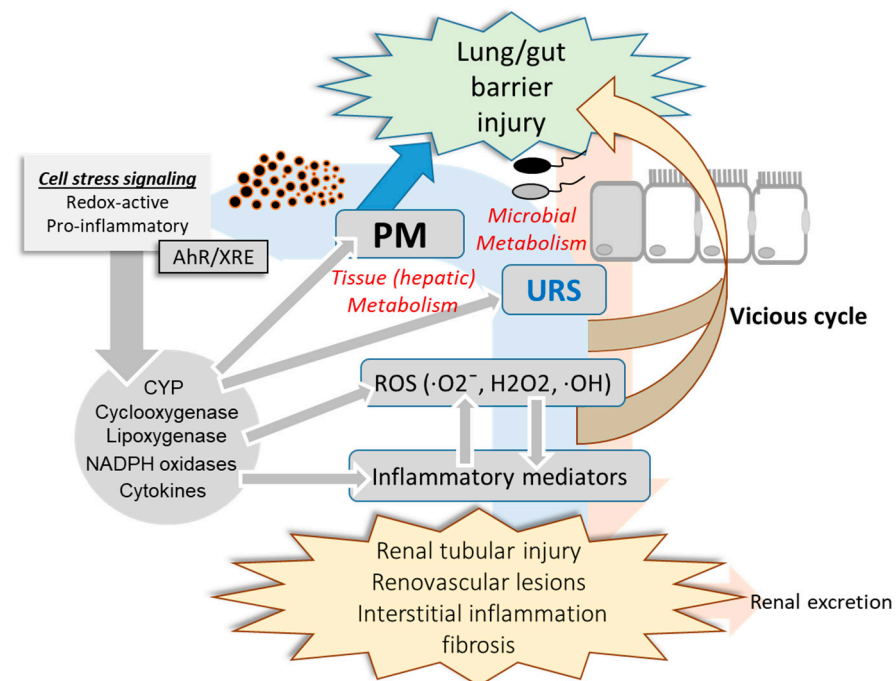 Lung/gut
barrier
injury
Cell stress signaling
Redox-active
Pro-inflammatory
AhR/XRE
PM
Microbial
Metabolism
Tissue (hepatic)
Metabolism
URS
Vicious cycle
CYP
Cyclooxygenase
Lipoxygenase
NADPH oxidases
Cytokines
ROS (·O2⁻, H2O2, ·OH)
Inflammatory mediators
Renal tubular injury
Renovascular lesions
Interstitial inflammation
fibrosis
Renal excretion